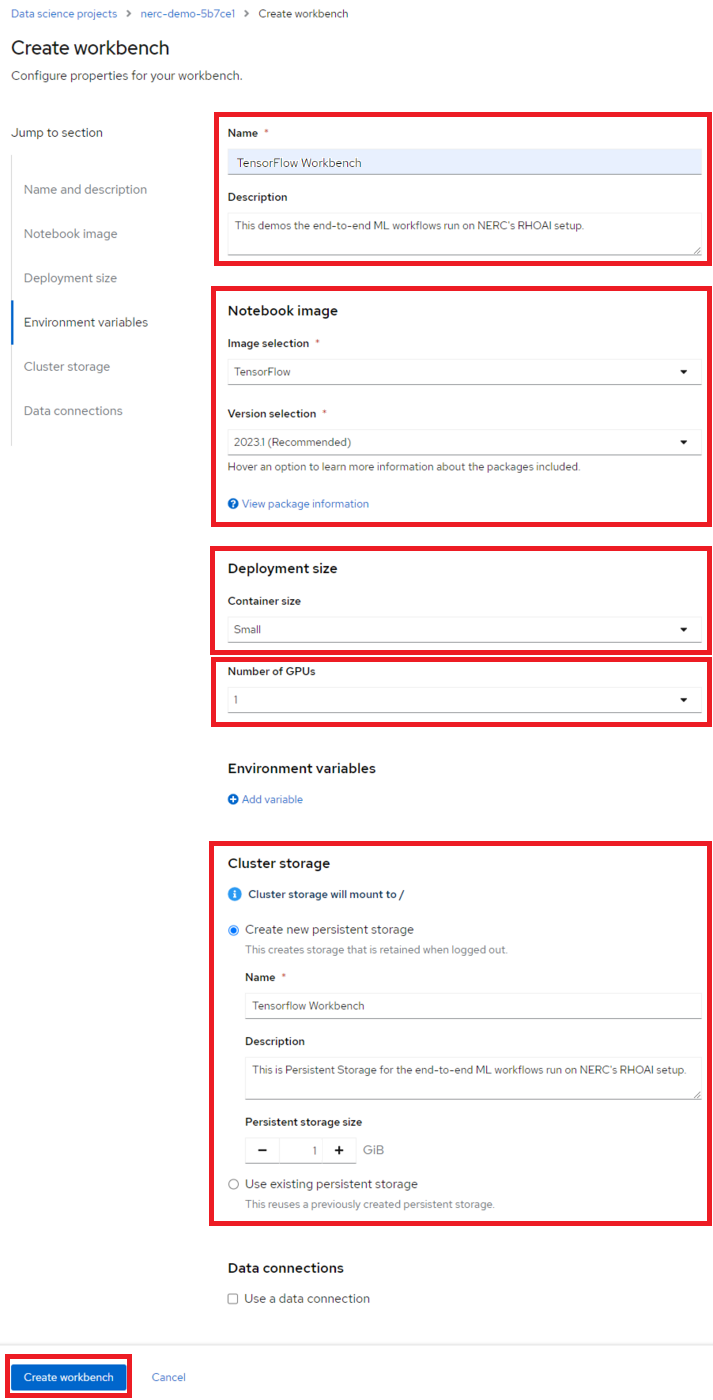 Data science projects > nerc-demo-5b7ce1 > Create workbench
Create workbench
Configure properties for your workbench.
Jump to section
Name and description
Notebook image
Deployment size
Environment variables
Cluster storage
Data connections
Name *
TensorFlow Workbench
Description
This demos the end-to-end ML workflows run on NERC's RHOAI setup.
Notebook image
Image selection *
TensorFlow
Version selection *
2023.1 (Recommended)
Hover an option to learn more information about the packages included.
View package information
Deployment size
Container size
Small
Number of GPUs
1
Environment variables
Add variable
Cluster storage
Cluster storage will mount to /
Create new persistent storage
This creates storage that is retained when logged out.
Name *
Tensorflow Workbench
Description
This is Persistent Storage for the end-to-end ML workflows run on NERC's RHOAI setup.
Persistent storage size
− 1 + GiB
Use existing persistent storage
This reuses a previously created persistent storage.
Data connections
Use a data connection
Create workbench Cancel